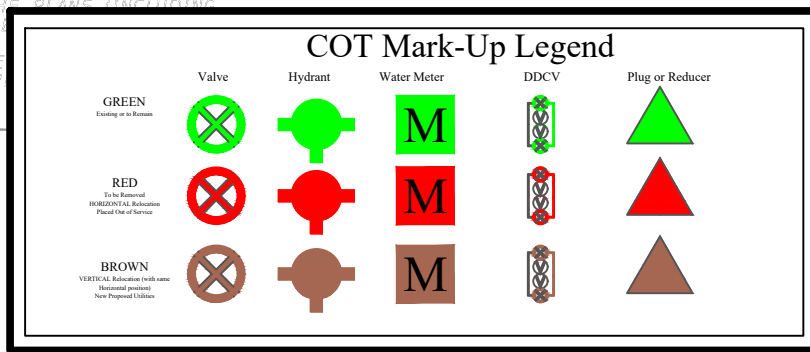 COT Mark-Up Legend
Valve Hydrant Water Meter DDCV Plug or Reducer
GREEN
Existing or to Remain
M
RED
To be Removed
HORIZONTAL Relocation
Placed Out of Service
M
BROWN
VERTICAL Relocation (with same
Horizontal position)
New Proposed Utilities
M